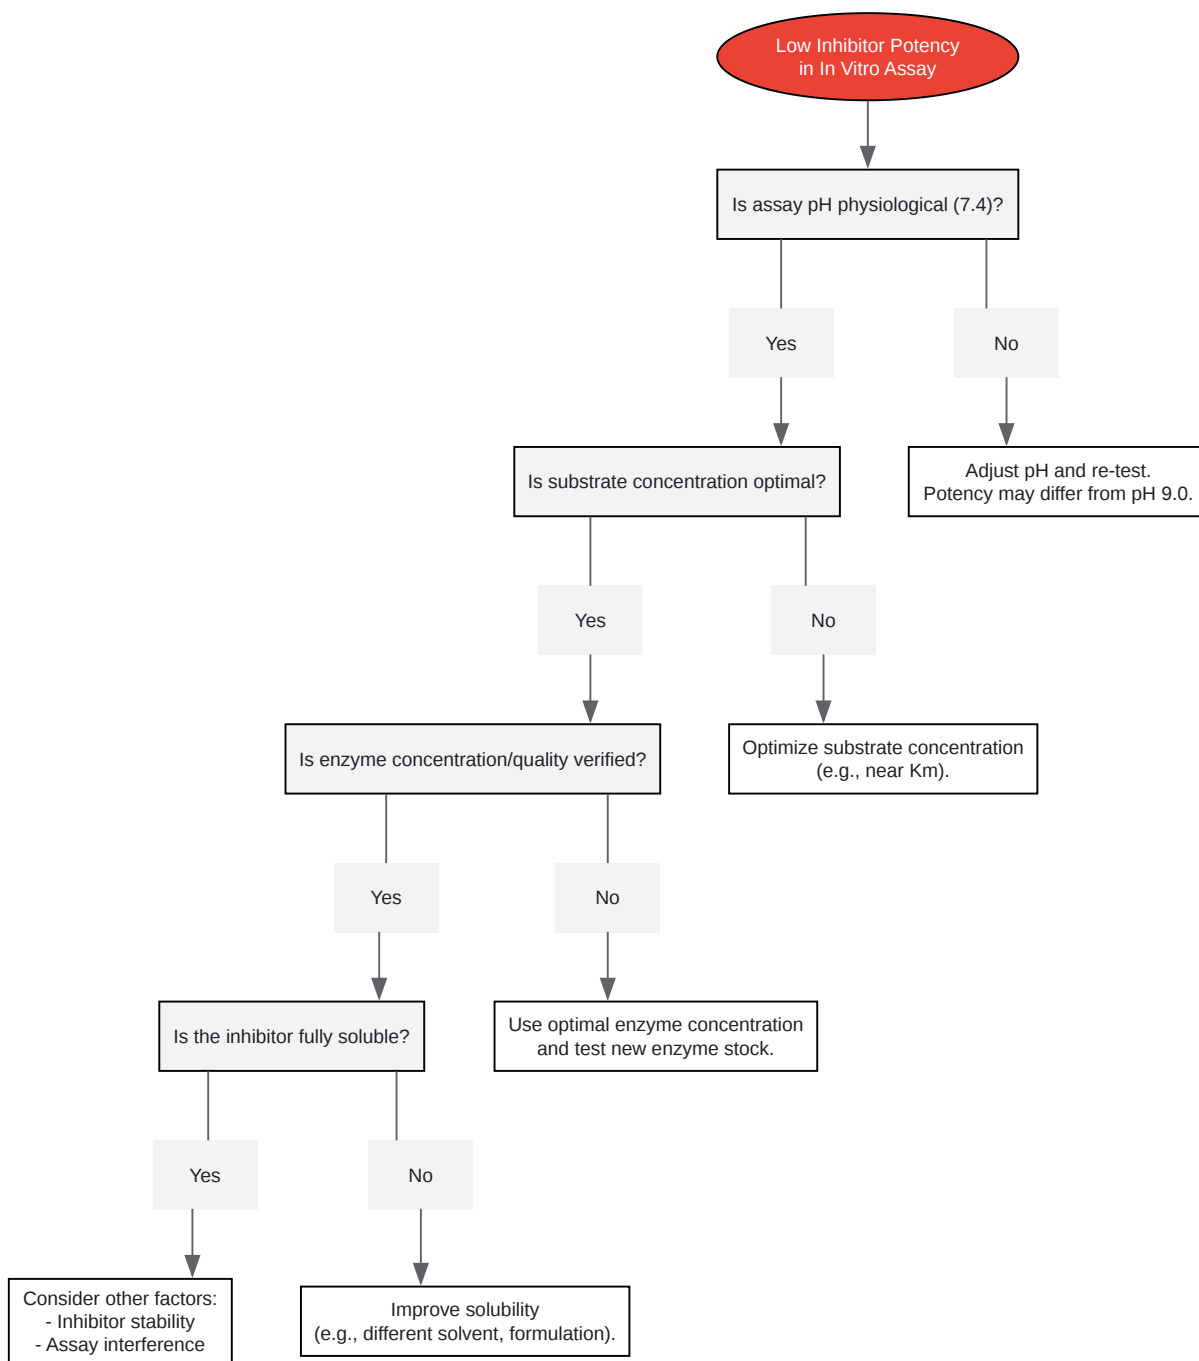 Low Inhibitor Potency
in In Vitro Assay
Is assay pH physiological (7.4)?
Yes
No
Is substrate concentration optimal?
Adjust pH and re-test.
Potency may differ from pH 9.0.
Yes
No
Is enzyme concentration/quality verified?
Optimize substrate concentration
(e.g., near Km).
Yes
No
Is the inhibitor fully soluble?
Use optimal enzyme concentration
and test new enzyme stock.
Yes
No
Consider other factors:
- Inhibitor stability
- Assay interference
Improve solubility
(e.g., different solvent, formulation).